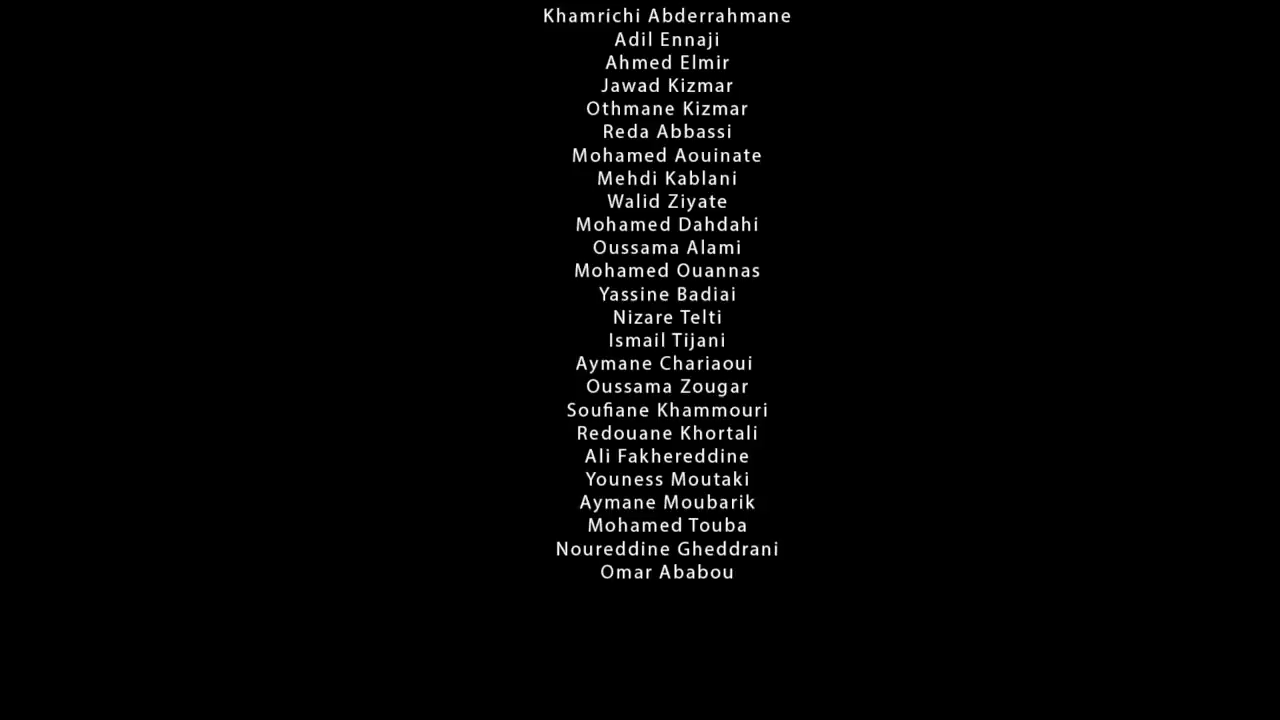 Khamrichi Abderrahmane
Adil Ennaji
Ahmed Elmir
Jawad Kizmar
Othmane Kizmar
Reda Abbassi
Mohamed Aouinate
Mehdi Kablani
Walid Ziyate
Mohamed Dahdahi
Oussama Alami
Mohamed Ouannas
Yassine Badiai
Nizare Telti
Ismail Tijani
Aymane Chariaoui
Oussama Zougar
Soufiane Khammouri
Redouane Khortali
Ali Fakhereddine
Youness Moutaki
Aymane Moubarik
Mohamed Touba
Noureddine Gheddrani
Omar Ababou